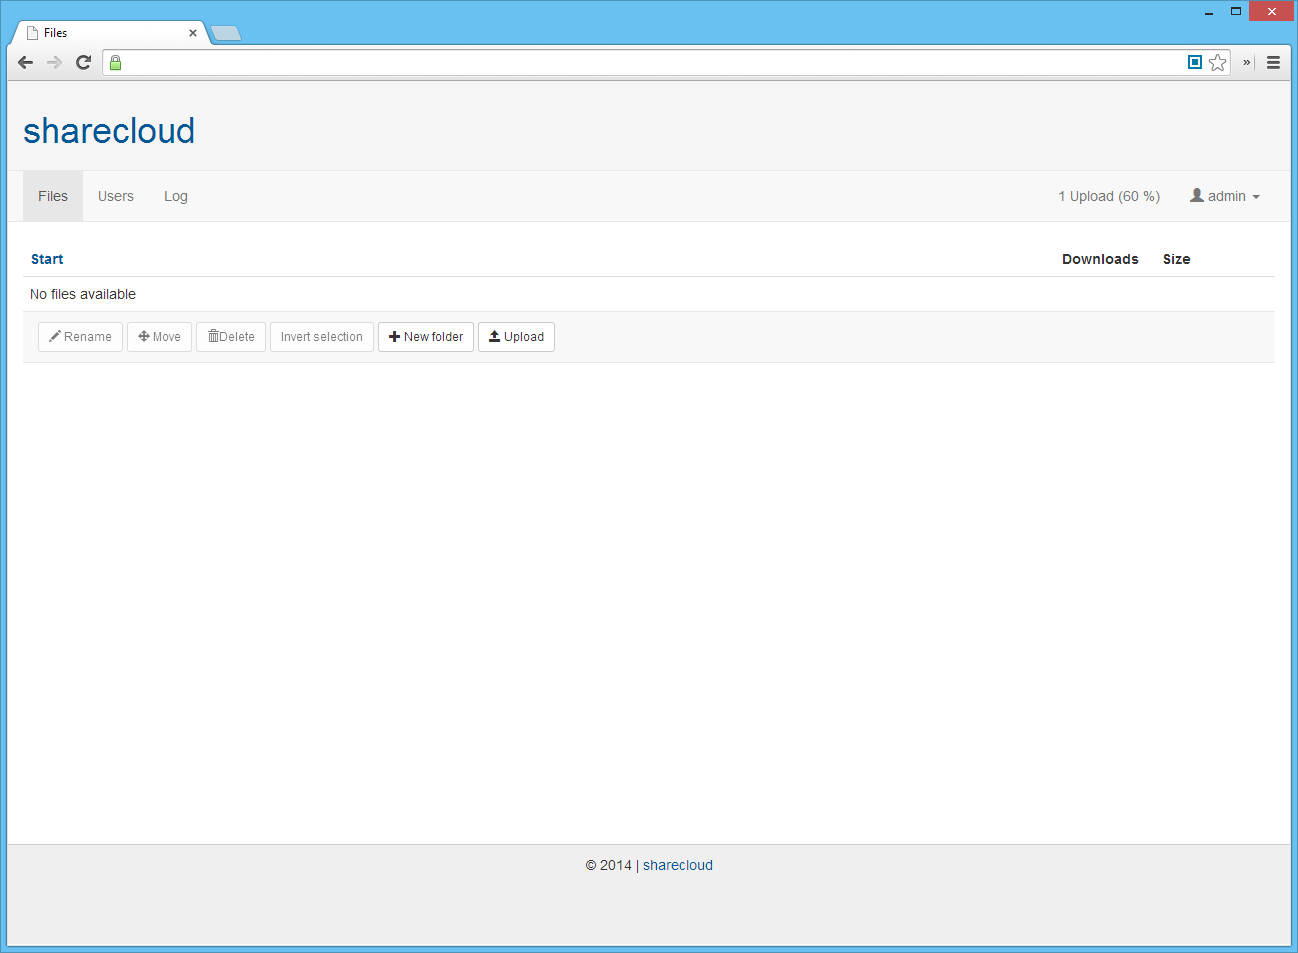 Files
sharecloud
Files Users Log 1 Upload (60 %) admin
Start Downloads Size
No files available
Rename Move Delete Invert selection New folder Upload
© 2014 | sharecloud